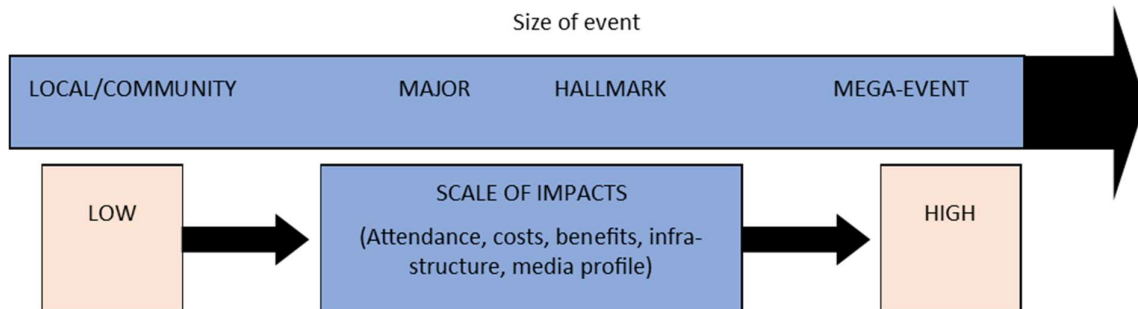 Size of event
LOCAL/COMMUNITY MAJOR HALLMARK MEGA-EVENT
LOW
SCALE OF IMPACTS
(Attendance, costs, benefits, infra-
structure, media profile)
HIGH